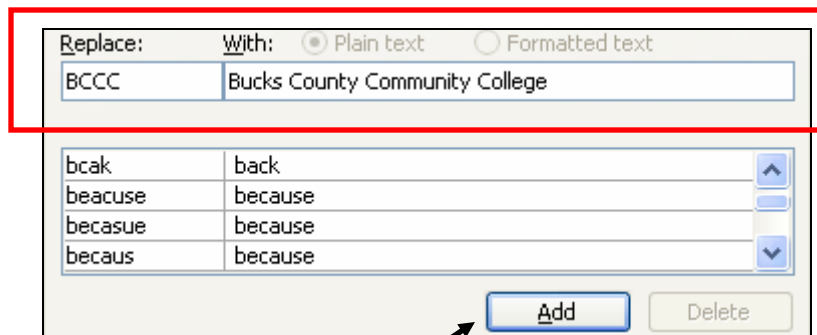 Replace: With: Plain text Formatted text
BCCC Bucks County Community College
bcak back
beacuse because
becasue because
becaus because
Add Delete